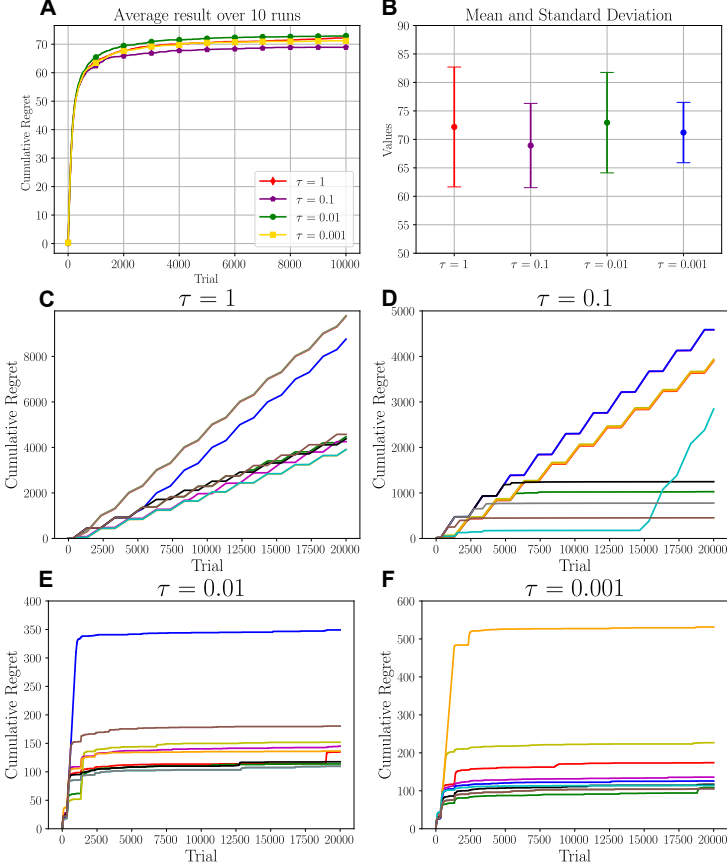 A
Average result over 10 runs
70
60
50
40
30
20
10
0
Cumulative Regret
τ = 1
τ = 0.1
τ = 0.01
τ = 0.001
0 2000 4000 6000 8000 10000
Trial
B
Mean and Standard Deviation
90
85
80
75
70
65
60
55
50
Values
τ = 1 τ = 0.1 τ = 0.01 τ = 0.001
C
τ = 1
8000
6000
4000
2000
0
Cumulative Regret
0 2500 5000 7500 10000 12500 15000 17500 20000
Trial
D
τ = 0.1
5000
4000
3000
2000
1000
0
Cumulative Regret
0 2500 5000 7500 10000 12500 15000 17500 20000
Trial
E
τ = 0.01
400
350
300
250
200
150
100
50
0
Cumulative Regret
0 2500 5000 7500 10000 12500 15000 17500 20000
Trial
F
τ = 0.001
600
500
400
300
200
100
0
Cumulative Regret
0 2500 5000 7500 10000 12500 15000 17500 20000
Trial